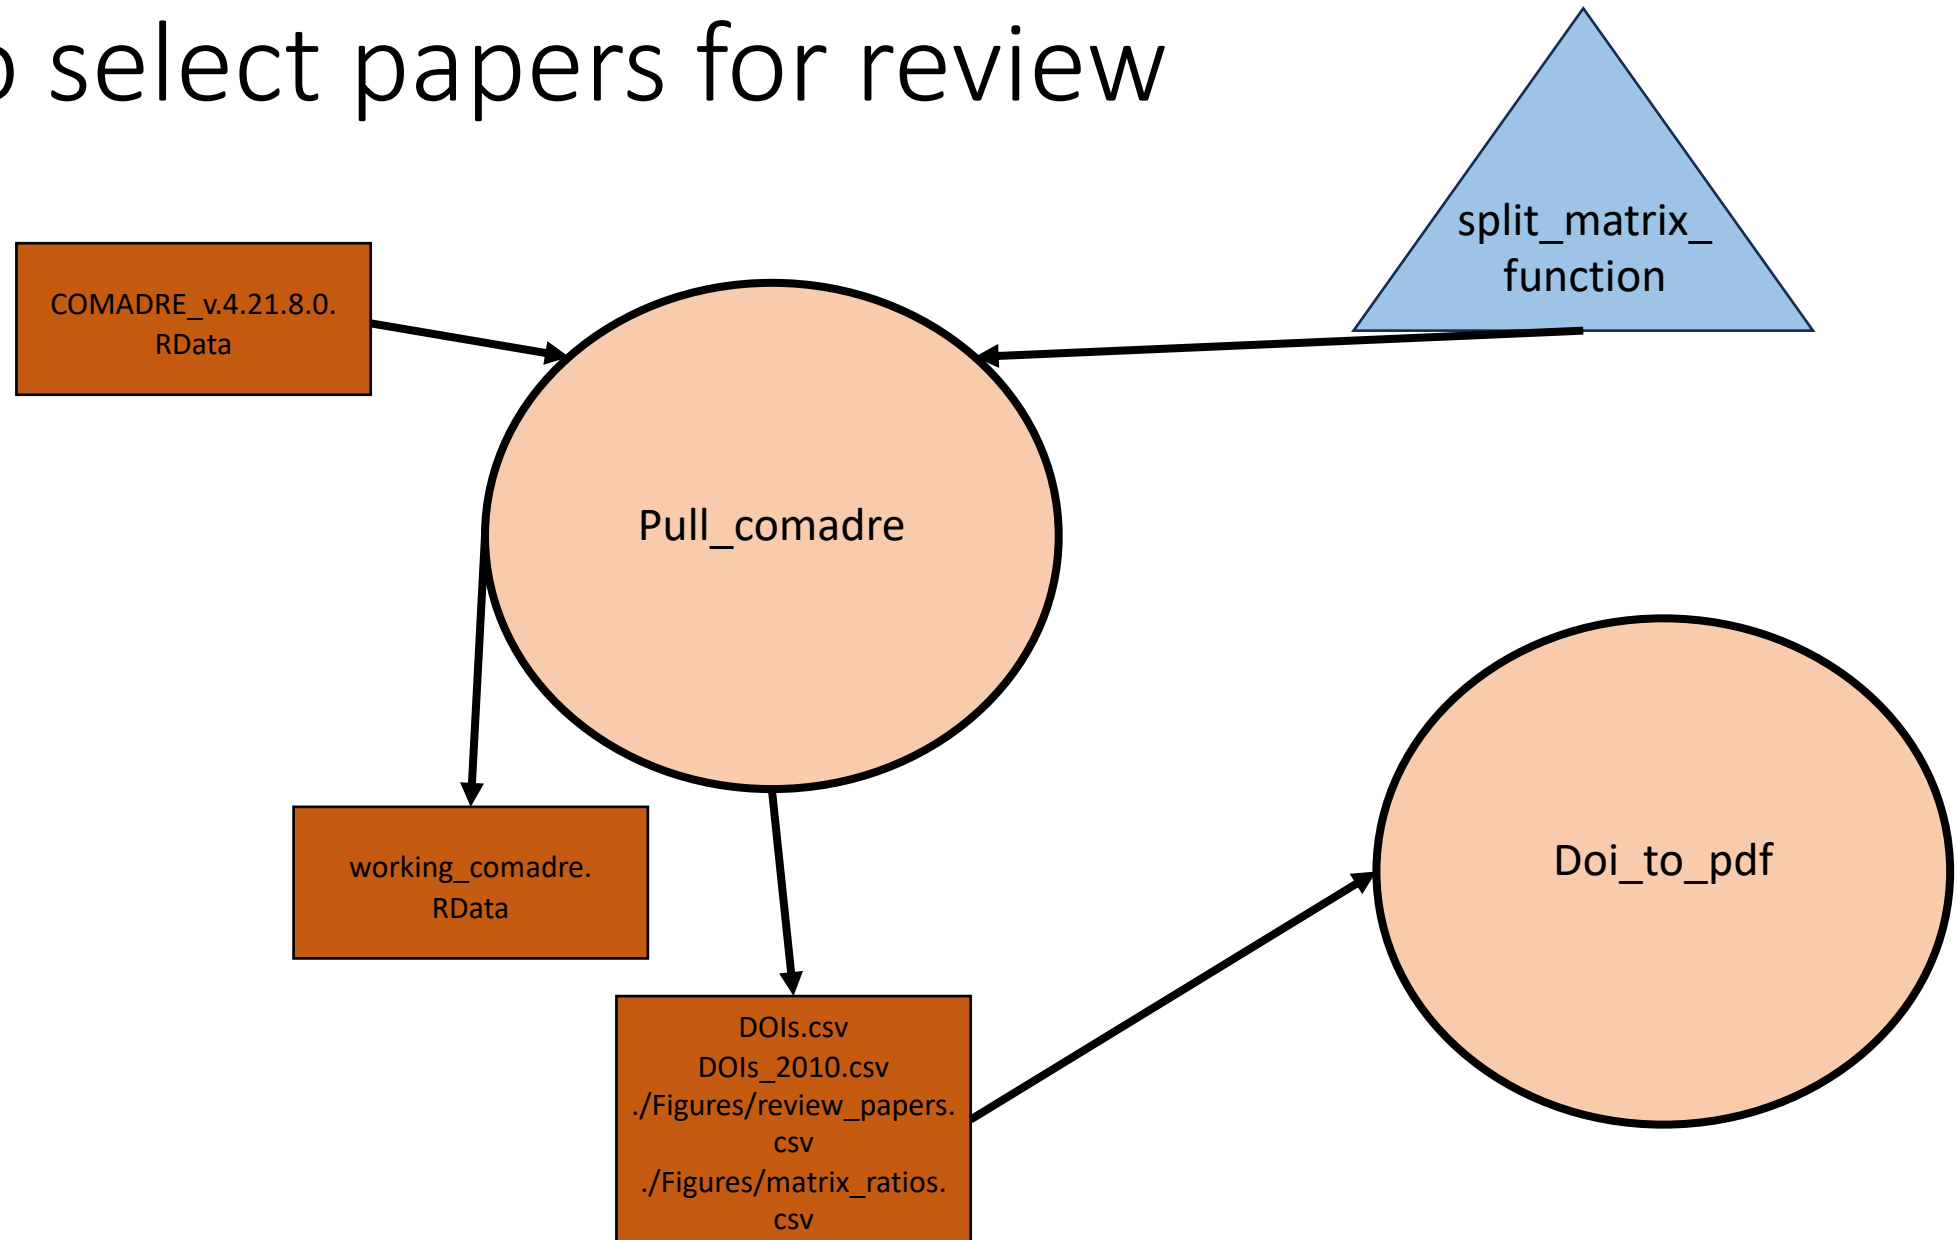 o select papers for review
split_matrix_
function
COMADRE_v.4.21.8.0.
RData
Pull_comadre
working_comadre.
RData
Doi_to_pdf
DOIs.csv
DOIs_2010.csv
./Figures/review_papers.
csv
./Figures/matrix_ratios.
csv